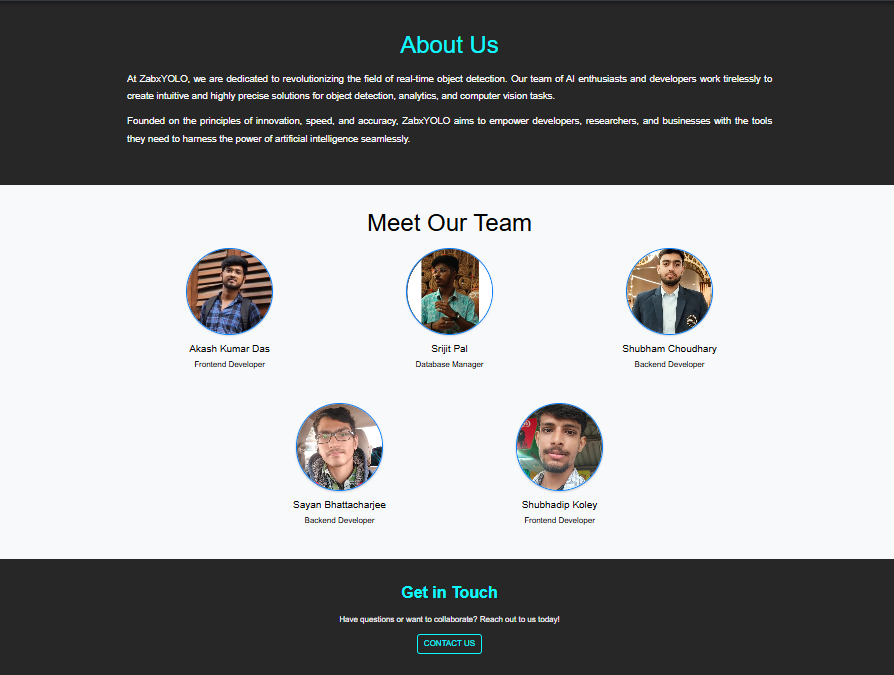 About Us
At ZabxYOLO, we are dedicated to revolutionizing the field of real-time object detection. Our team of AI enthusiasts and developers work tirelessly to
create intuitive and highly precise solutions for object detection, analytics, and computer vision tasks.
Founded on the principles of innovation, speed, and accuracy, ZabxYOLO aims to empower developers, researchers, and businesses with the tools
they need to harness the power of artificial intelligence seamlessly.
Meet Our Team
Akash Kumar Das
Frontend Developer
Srijit Pal
Database Manager
Shubham Choudhary
Backend Developer
Sayan Bhattacharjee
Backend Developer
Shubhadip Koley
Frontend Developer
Get in Touch
Have questions or want to collaborate? Reach out to us today!
CONTACT US